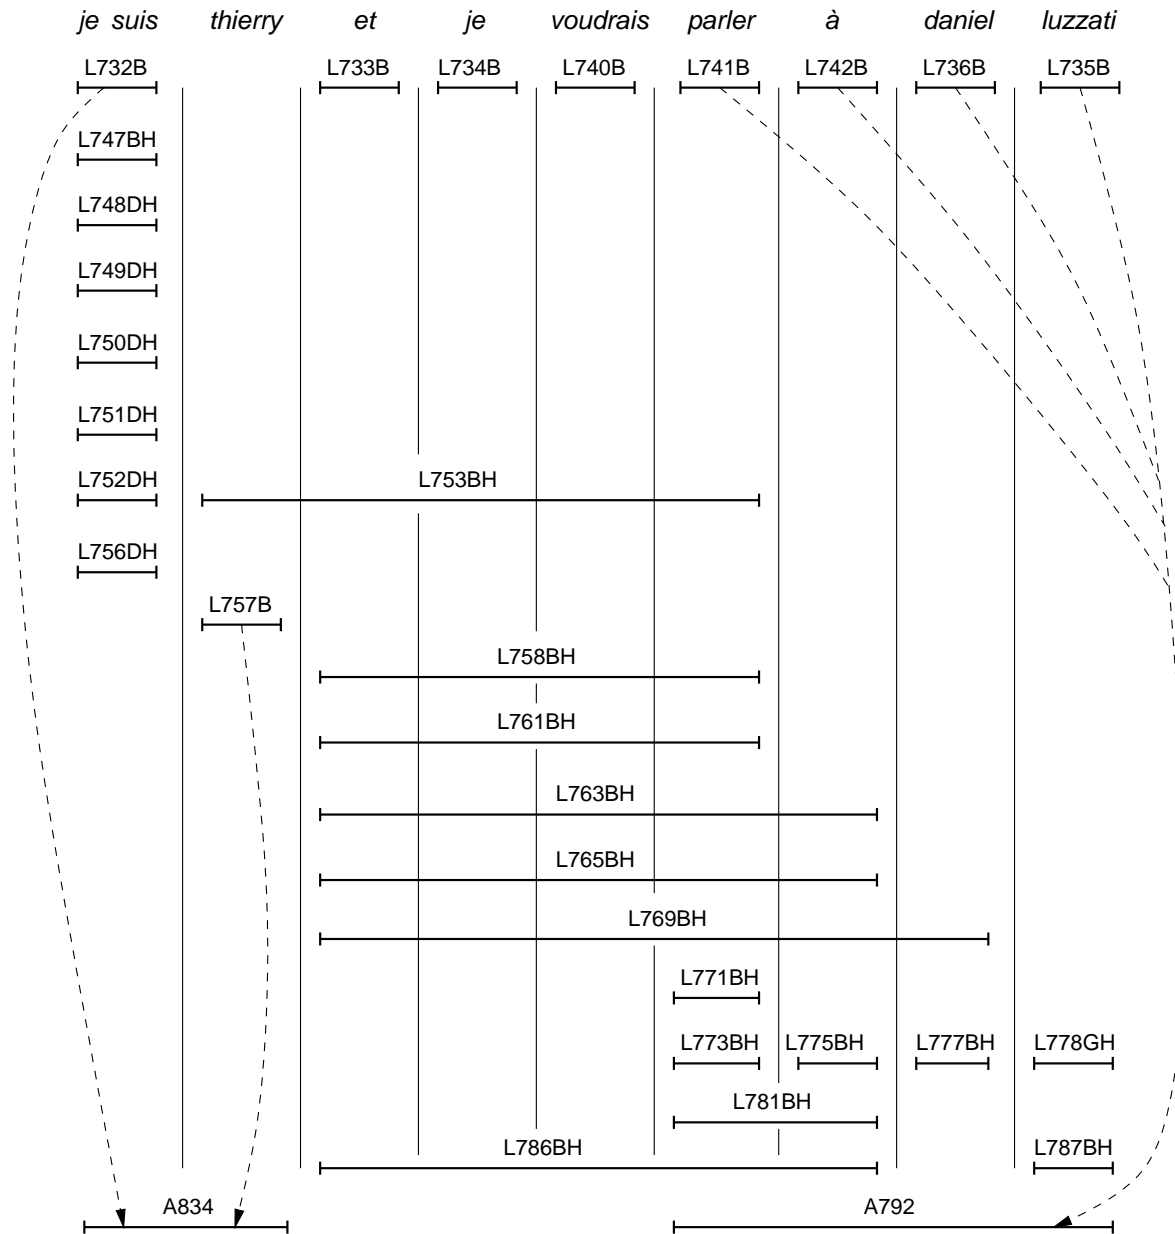 je suis thierry et je voudrais parler à daniel luzzati
L732B L733B L734B L740B L741B L742B L736B L735B
L747BH
L748DH
L749DH
L750DH
L751DH
L752DH L753BH
L756DH
L757B
L758BH
L761BH
L763BH
L765BH
L769BH
L771BH
L773BH L775BH L777BH L778GH
L781BH
L786BH L787BH
A834 A792